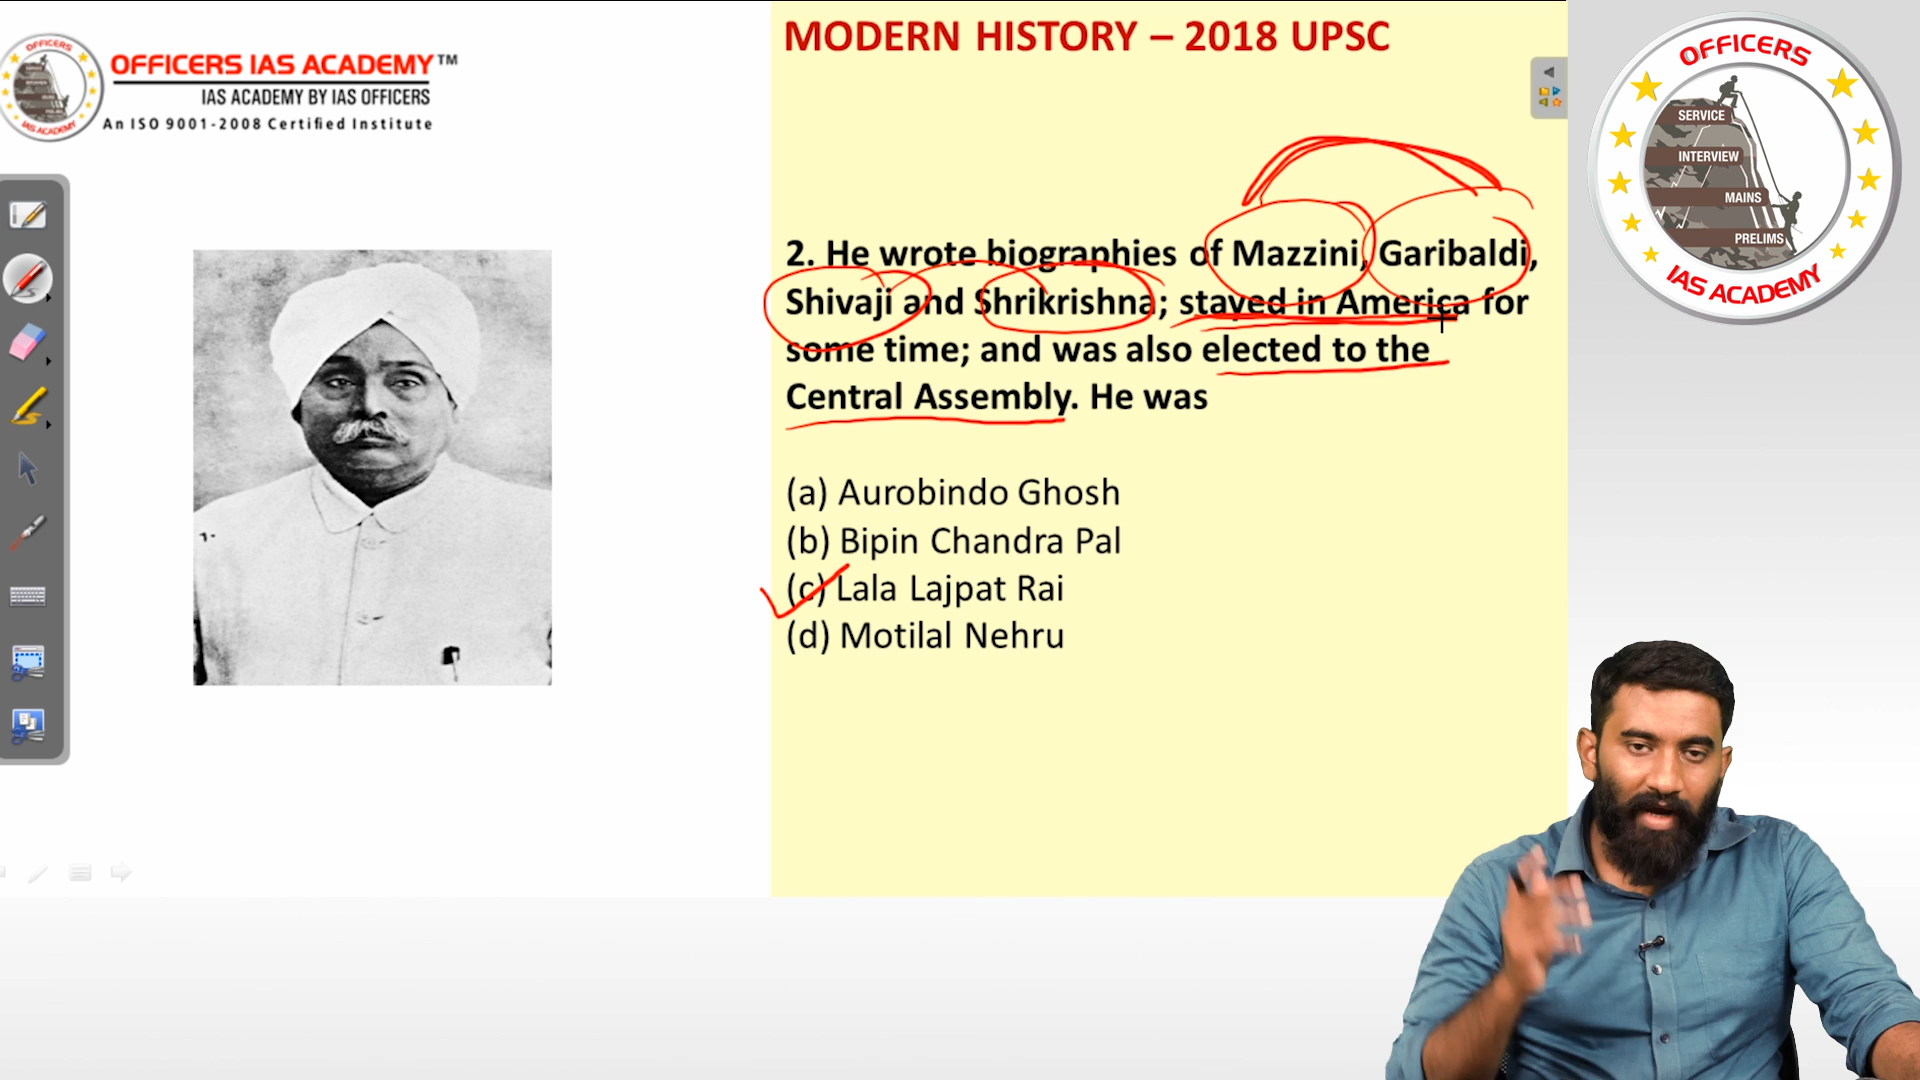 OFFICERS
IAS ACADEMY
OFFICERS IAS ACADEMY™
IAS ACADEMY BY IAS OFFICERS
An ISO 9001-2008 Certified Institute
MODERN HISTORY – 2018 UPSC
2. He wrote biographies of Mazzini, Garibaldi,
Shivaji and Shrikrishna; stayed in America for
some time; and was also elected to the
Central Assembly. He was
(a) Aurobindo Ghosh
(b) Bipin Chandra Pal
(c) Lala Lajpat Rai
(d) Motilal Nehru
OFFICERS
SERVICE
INTERVIEW
MAINS
PRELIMS
IAS ACADEMY